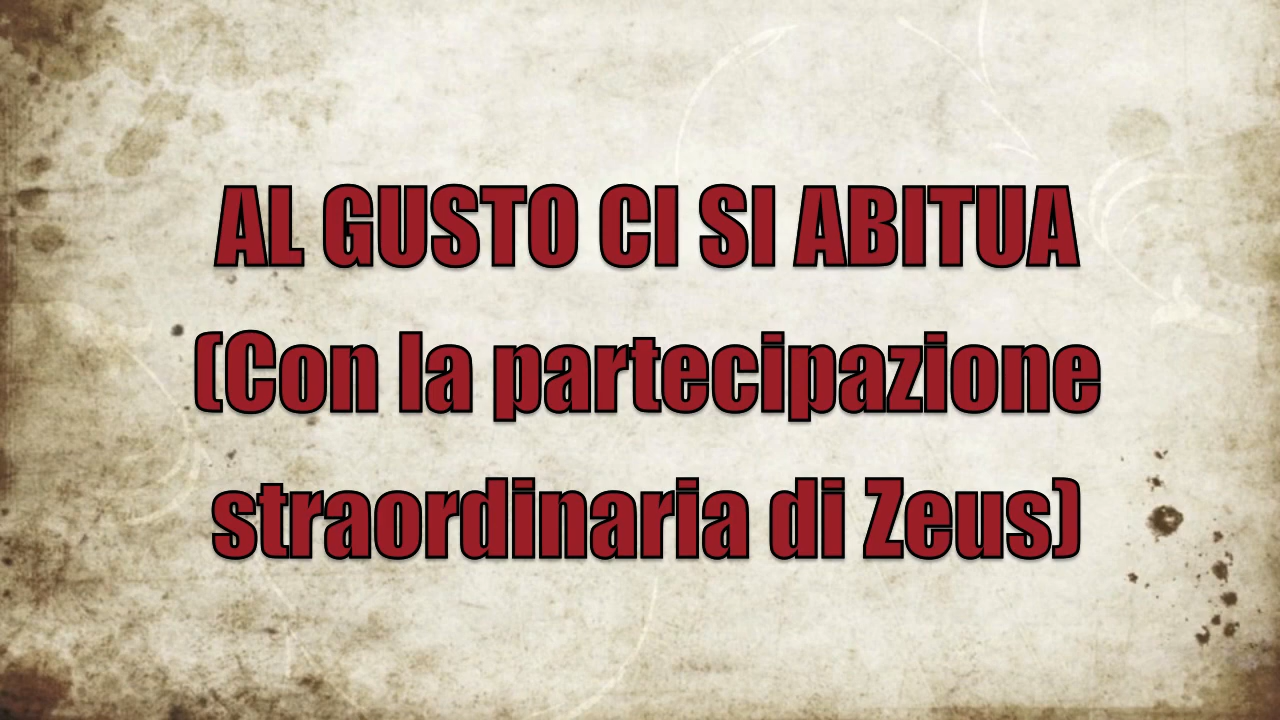 AL GUSTO CI SI ABITUA
(Con la partecipazione
straordinaria di Zeus)